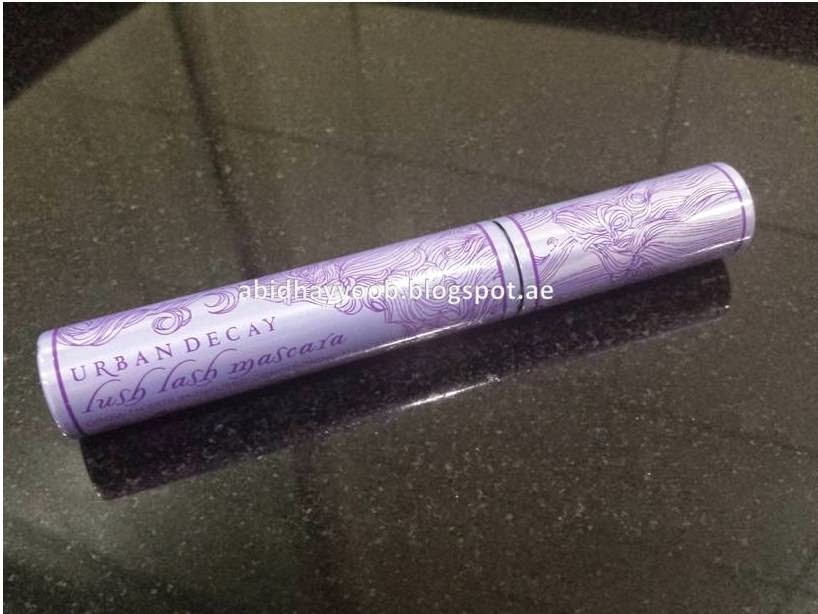 abidhayyoob.blogspot.ae
URBAN DECAY
lush lash mascara